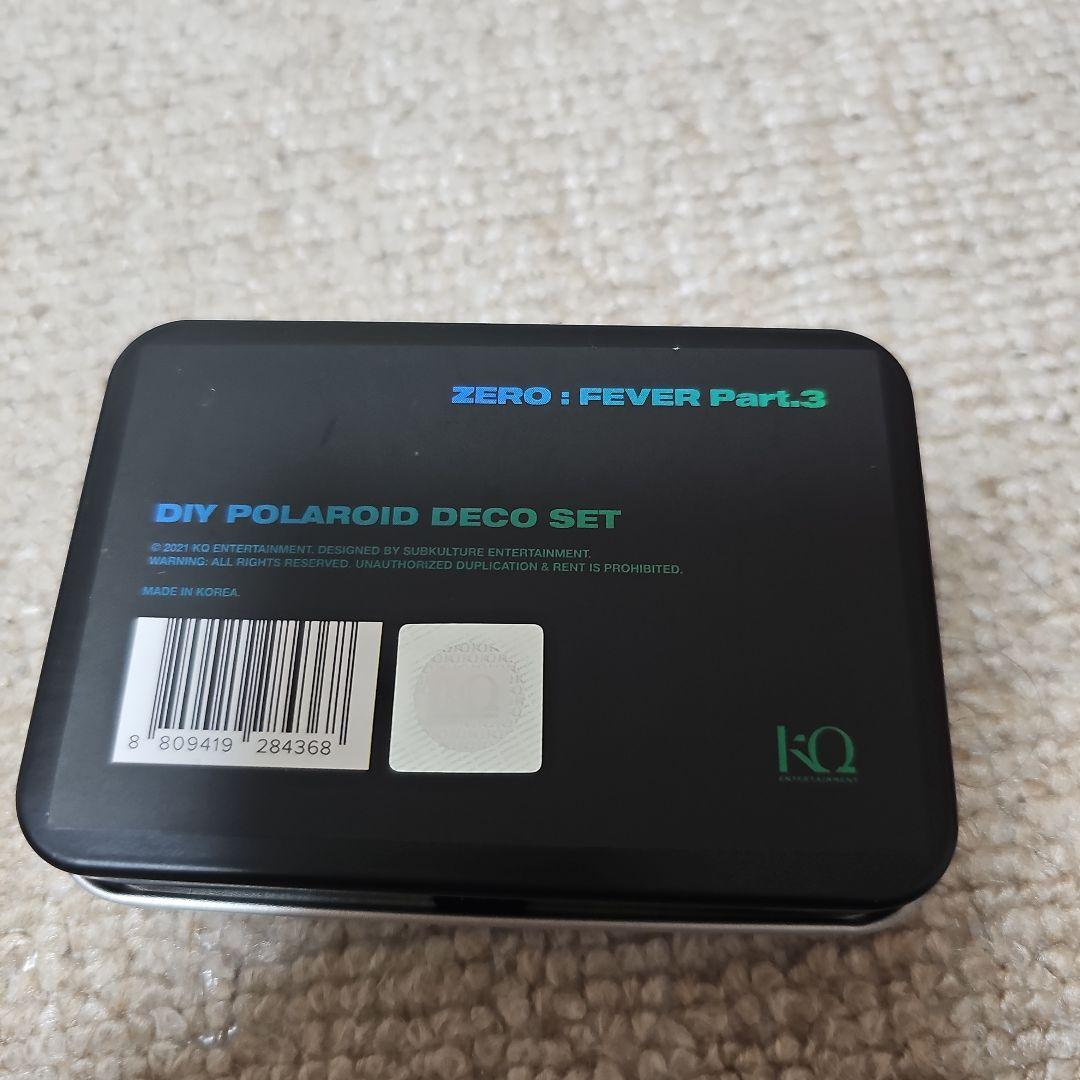 ZERO : FEVER Part.3
DIY POLAROID DECO SET
© 2021 KQ ENTERTAINMENT. DESIGNED BY SUBKULTURE ENTERTAINMENT.
WARNING: ALL RIGHTS RESERVED. UNAUTHORIZED DUPLICATION & RENT IS PROHIBITED.
MADE IN KOREA.
8 809419 284368
KQ
KQ
ENTERTAINMENT